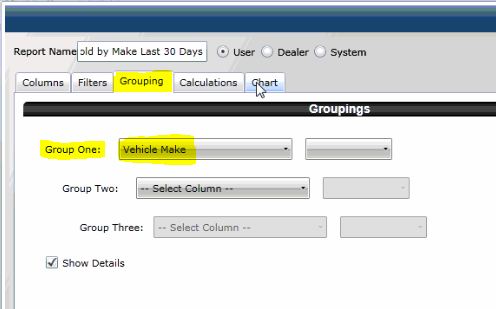 Report Name old by Make Last 30 Days User Dealer System
Columns Filters Grouping Calculations Chart
Groupings
Group One: Vehicle Make
Group Two: -- Select Column --
Group Three: -- Select Column --
Show Details